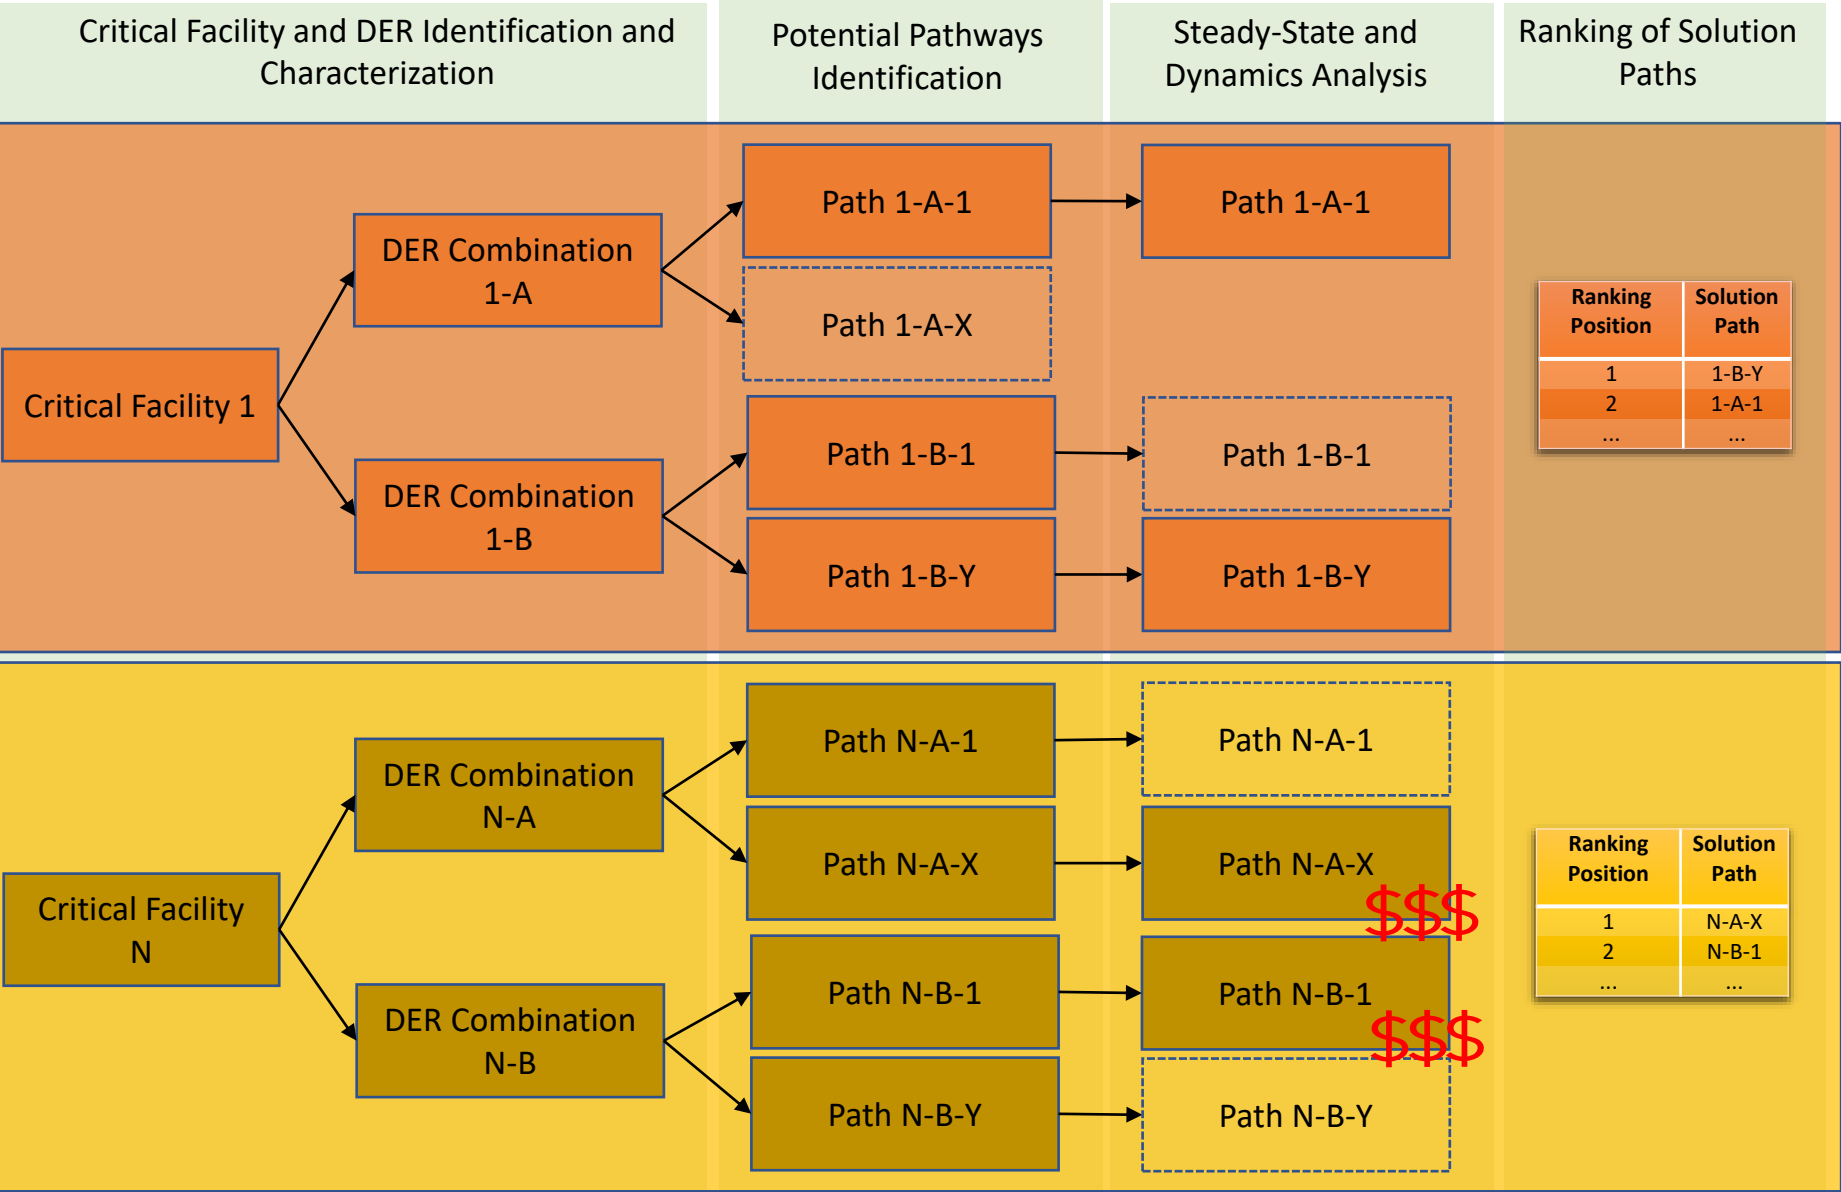 Critical Facility and DER Identification and
Characterization
Potential Pathways
Identification
Steady-State and
Dynamics Analysis
Ranking of Solution
Paths
Critical Facility 1
DER Combination
1-A
DER Combination
1-B
Path 1-A-1
Path 1-A-X
Path 1-B-1
Path 1-B-Y
Path 1-A-1
Path 1-B-1
Path 1-B-Y
Ranking Position Solution Path
1 1-B-Y
2 1-A-1
... ...
Critical Facility
N
DER Combination
N-A
DER Combination
N-B
Path N-A-1
Path N-A-X
Path N-B-1
Path N-B-Y
Path N-A-1
Path N-A-X
$$$
Path N-B-1
$$$
Path N-B-Y
Ranking Position Solution Path
1 N-A-X
2 N-B-1
... ...